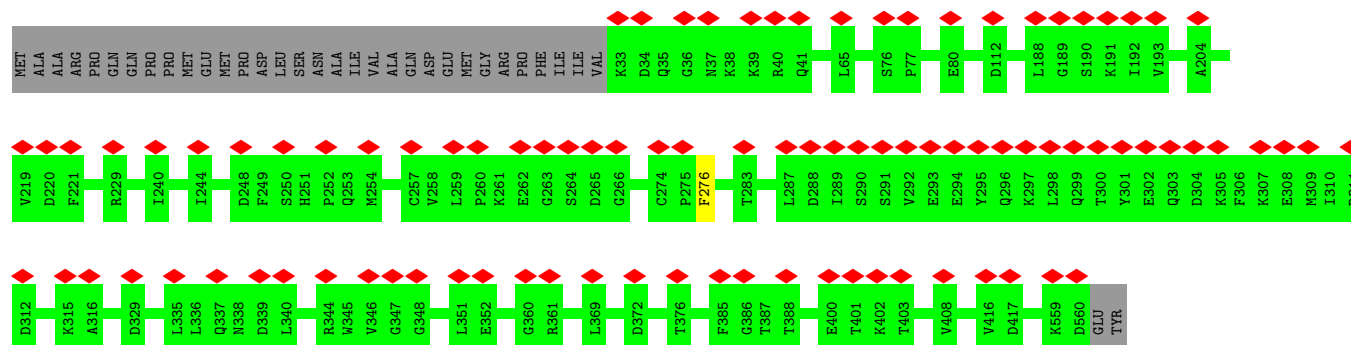 MET ALA ALA ARG PRO GLN GLN PRO PRO MET GLU MET PRO ASP LEU SER ASN ALA ILE VAL ALA GLN ASP GLU MET GLY ARG PRO PHE ILE ILE VAL K33 D34 Q35 G36 N37 K38 K39 R40 Q41 L65 S76 P77 E80 D112 L188 G189 S190 K191 I192 V193 A204
V219 D220 F221 R229 I240 I244 D248 F249 S250 H251 P252 Q253 M254 C257 V258 L259 P260 K261 E262 G263 S264 D265 G266 C274 P275 F276 T283 L287 D288 I289 S290 S291 V292 E293 E294 Y295 Q296 K297 L298 Q299 T300 Y301 E302 Q303 D304 K305 F306 K307 E308 M309 I310
D312 K315 A316 D329 L335 L336 Q337 N338 D339 L340 R344 W345 V346 G347 G348 L351 E352 G360 R361 L369 D372 T376 F385 G386 T387 T388 E400 T401 K402 T403 V408 V416 D417 K559 D560 GLU TYR